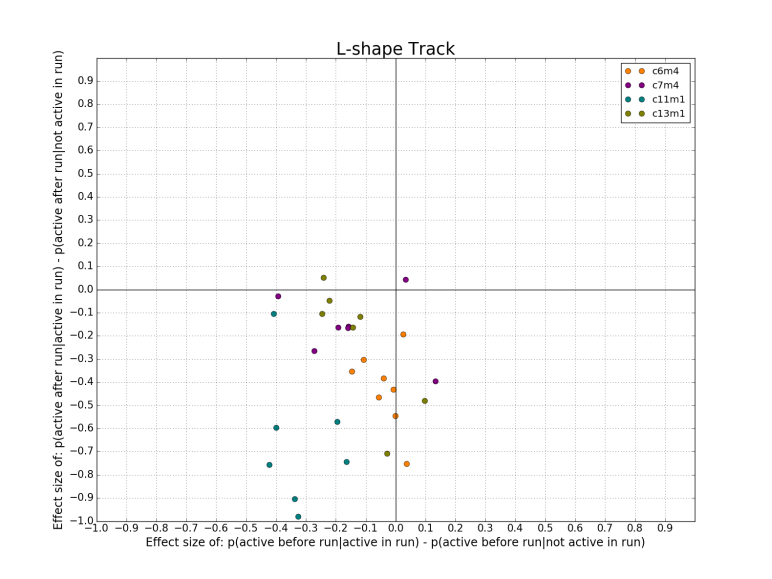 L-shape Track
c6m4
c7m4
c11m1
c13m1
Effect size of: p(active after run|active in run) - p(active after run|not active in run)
0.9
0.8
0.7
0.6
0.5
0.4
0.3
0.2
0.1
0.0
−0.1
−0.2
−0.3
−0.4
−0.5
−0.6
−0.7
−0.8
−0.9
−1.0
−1.0 −0.9 −0.8 −0.7 −0.6 −0.5 −0.4 −0.3 −0.2 −0.1 0.0 0.1 0.2 0.3 0.4 0.5 0.6 0.7 0.8 0.9
Effect size of: p(active before run|active in run) - p(active before run|not active in run)